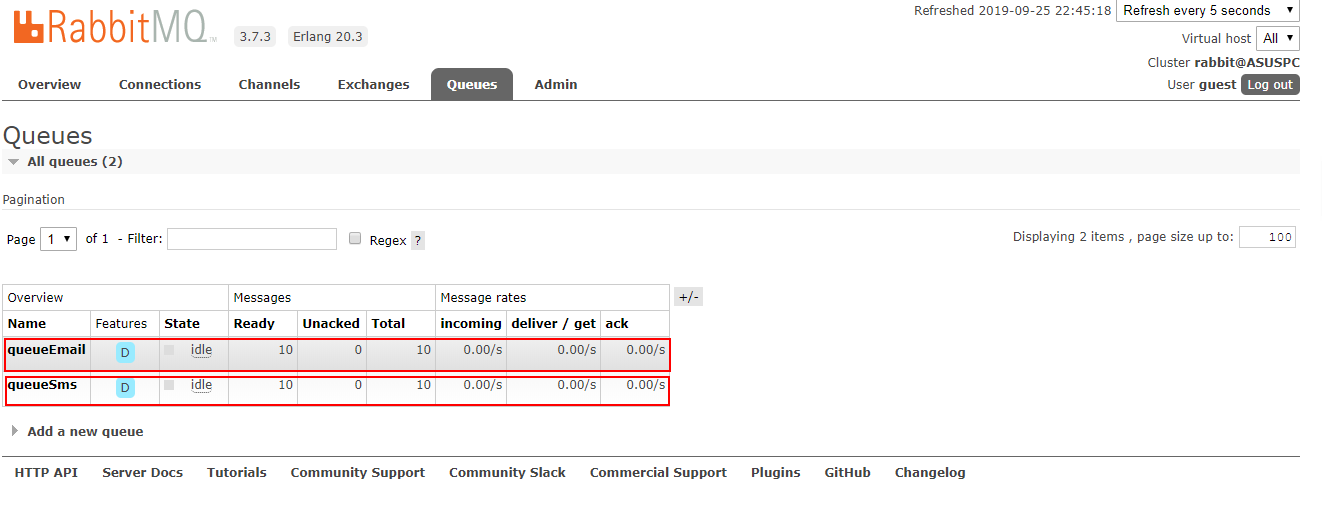 Refreshed 2019-09-25 22:45:18 Refresh every 5 seconds
RabbitMQ TM 3.7.3 Erlang 20.3
Virtual host All
Cluster rabbit@ASUSPC
User guest Log out
Overview Connections Channels Exchanges Queues Admin
Queues
All queues (2)
Pagination
Page 1 of 1 - Filter: Regex ? Displaying 2 items , page size up to: 100
Overview Messages Message rates +/-
Name Features State Ready Unacked Total incoming deliver / get ack
queueEmail D idle 10 0 10 0.00/s 0.00/s 0.00/s
queueSms D idle 10 0 10 0.00/s 0.00/s 0.00/s
Add a new queue
HTTP API Server Docs Tutorials Community Support Community Slack Commercial Support Plugins GitHub Changelog